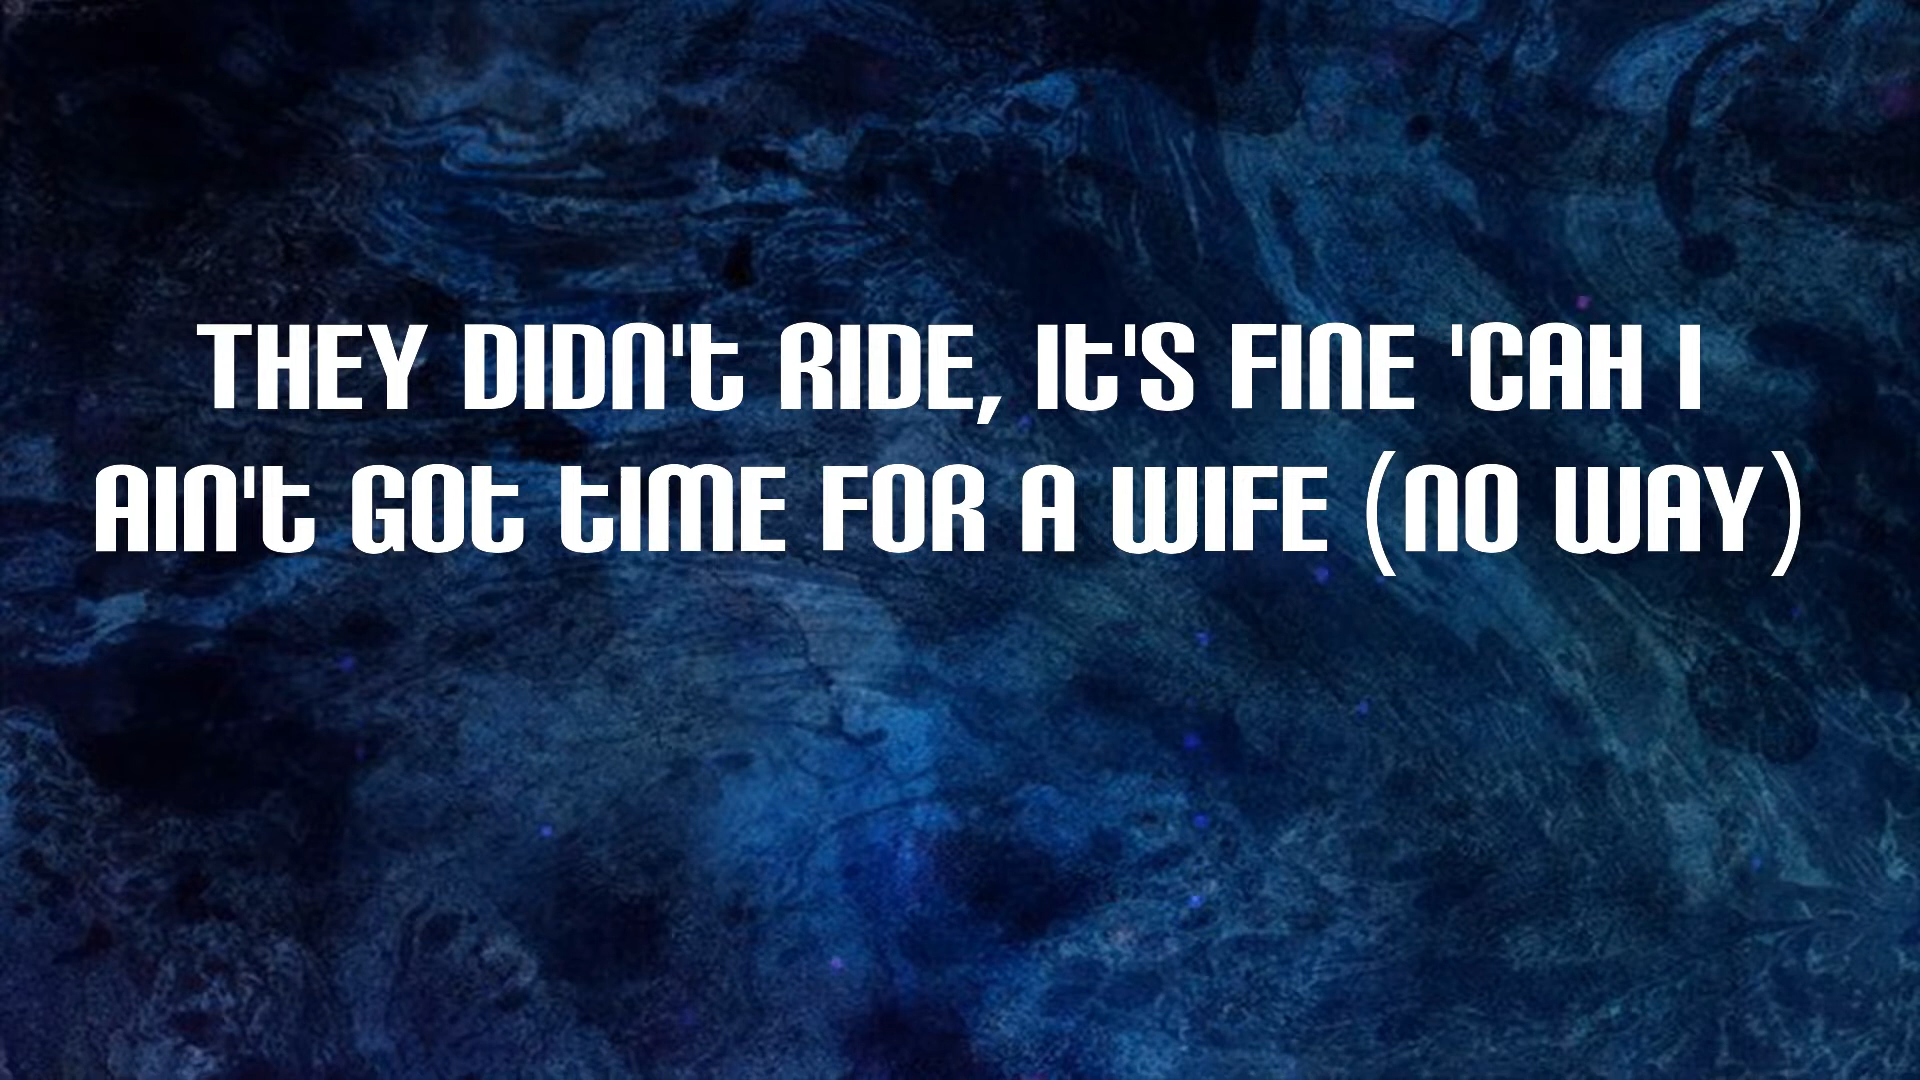 THEY DIDN'T RIDE, IT'S FINE 'CAH I
AIN'T GOT TIME FOR A WIFE (NO WAY)